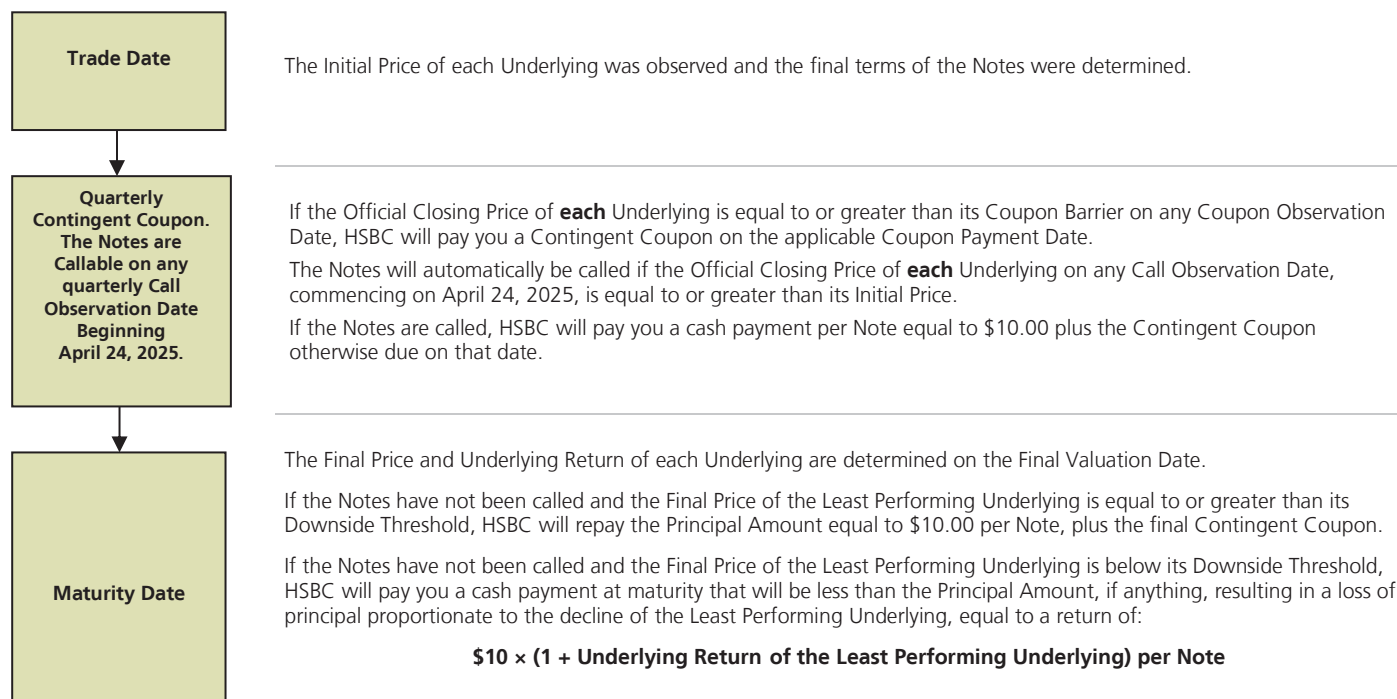 Trade Date
The Initial Price of each Underlying was observed and the final terms of the Notes were determined.
Quarterly
Contingent Coupon.
The Notes are
Callable on any
quarterly Call
Observation Date
Beginning
April 24, 2025.
If the Official Closing Price of each Underlying is equal to or greater than its Coupon Barrier on any Coupon Observation
Date, HSBC will pay you a Contingent Coupon on the applicable Coupon Payment Date.
The Notes will automatically be called if the Official Closing Price of each Underlying on any Call Observation Date,
commencing on April 24, 2025, is equal to or greater than its Initial Price.
If the Notes are called, HSBC will pay you a cash payment per Note equal to $10.00 plus the Contingent Coupon
otherwise due on that date.
Maturity Date
The Final Price and Underlying Return of each Underlying are determined on the Final Valuation Date.
If the Notes have not been called and the Final Price of the Least Performing Underlying is equal to or greater than its
Downside Threshold, HSBC will repay the Principal Amount equal to $10.00 per Note, plus the final Contingent Coupon.
If the Notes have not been called and the Final Price of the Least Performing Underlying is below its Downside Threshold,
HSBC will pay you a cash payment at maturity that will be less than the Principal Amount, if anything, resulting in a loss of
principal proportionate to the decline of the Least Performing Underlying, equal to a return of:
$10 × (1 + Underlying Return of the Least Performing Underlying) per Note